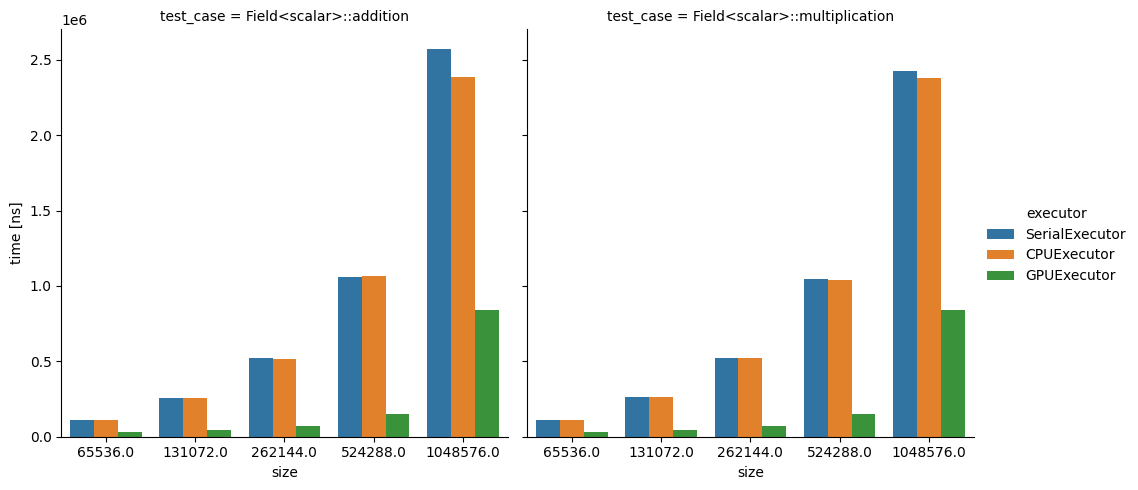 test_case = Field<scalar>::addition
test_case = Field<scalar>::multiplication
1e6
2.5
2.0
1.5
1.0
0.5
0.0
time [ns]
65536.0 131072.0 262144.0 524288.0 1048576.0
size
65536.0 131072.0 262144.0 524288.0 1048576.0
size
executor
SerialExecutor
CPUExecutor
GPUExecutor